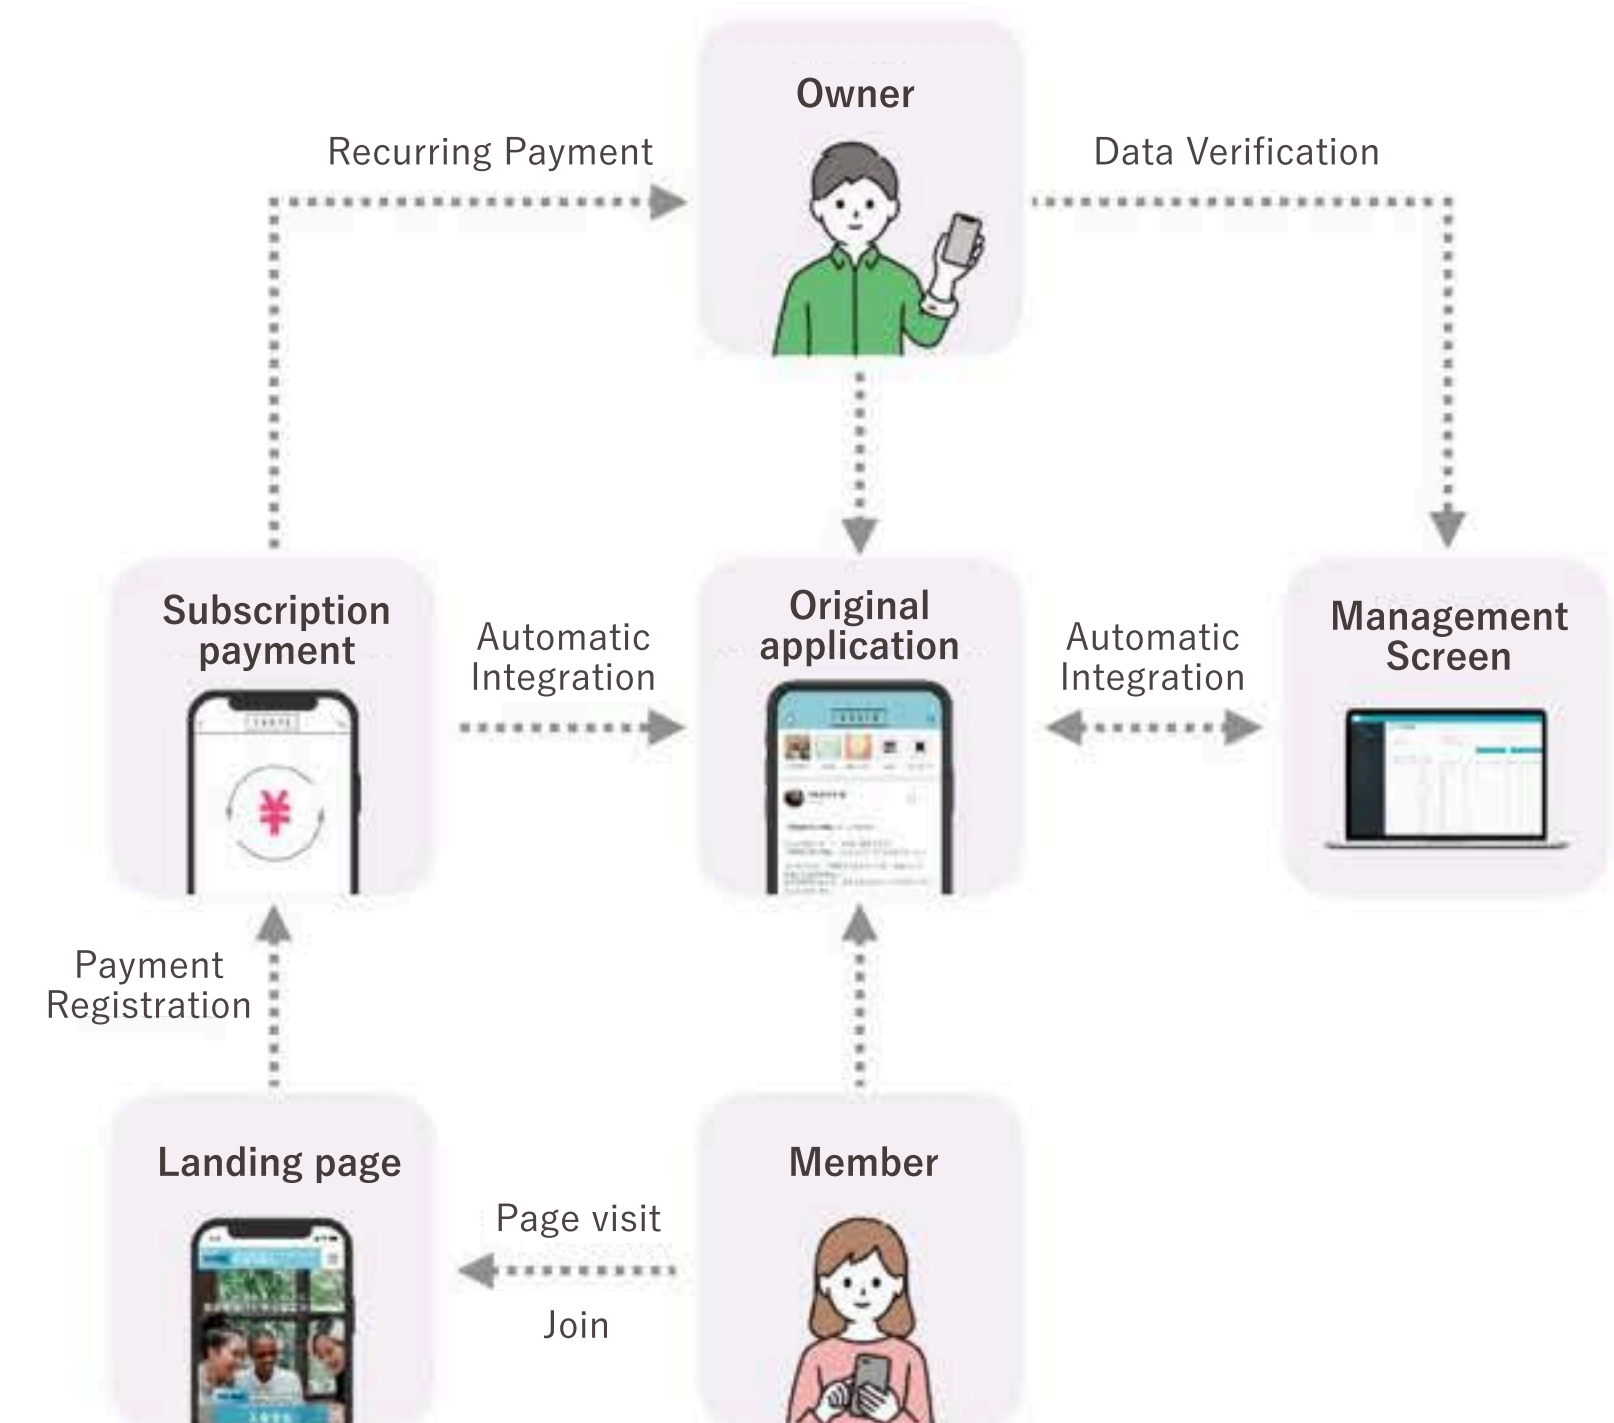 Owner
Recurring Payment
Data Verification
Subscription
payment
Automatic
Integration
Original
application
Automatic
Integration
Management
Screen
¥
Payment
Registration
Landing page
Page visit
Join
Member